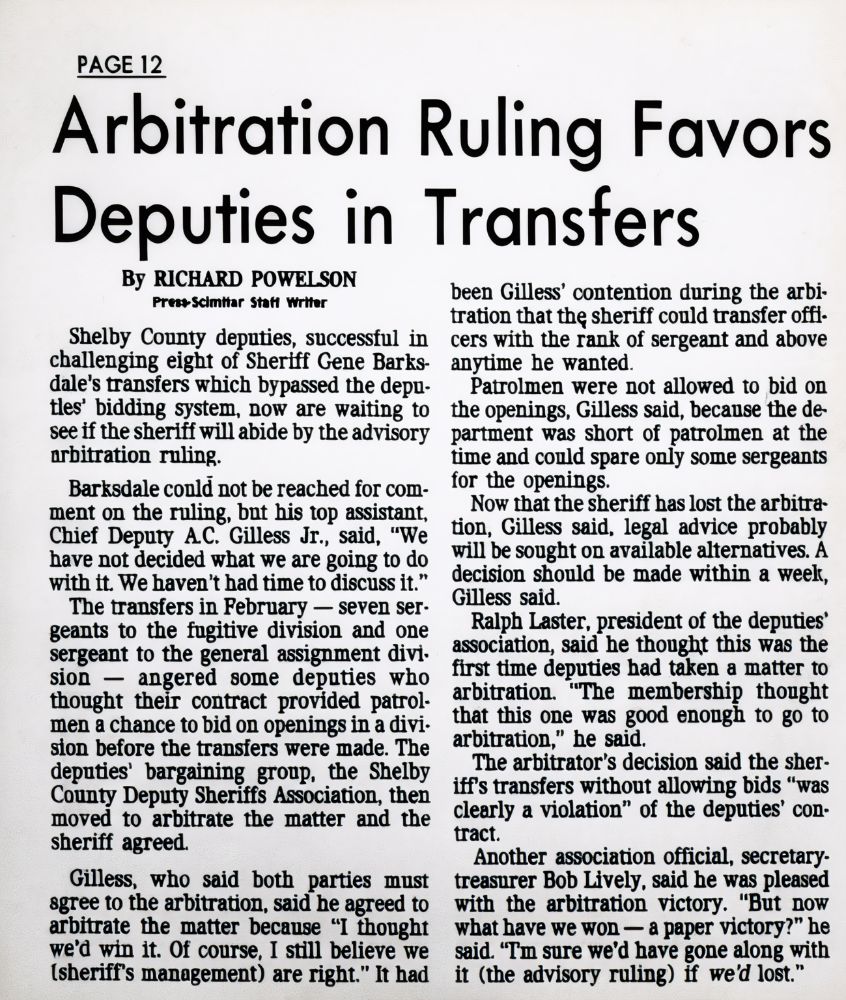 PAGE 12
Arbitration Ruling Favors
Deputies in Transfers
By RICHARD POWELSON
Press-Scimitar Staff Writer
Shelby County deputies, successful in
challenging eight of Sheriff Gene Barks-
dale's transfers which bypassed the depu-
ties' bidding system, now are waiting to
see if the sheriff will abide by the advisory
arbitration ruling.
Barksdale could not be reached for com-
ment on the ruling, but his top assistant,
Chief Deputy A.C. Gilless Jr., said, "We
have not decided what we are going to do
with it. We haven't had time to discuss it."
The transfers in February — seven ser-
geants to the fugitive division and one
sergeant to the general assignment divi-
sion — angered some deputies who
thought their contract provided patrol-
men a chance to bid on openings in a divi-
sion before the transfers were made. The
deputies' bargaining group, the Shelby
County Deputy Sheriffs Association, then
moved to arbitrate the matter and the
sheriff agreed.
Gilless, who said both parties must
agree to the arbitration, said he agreed to
arbitrate the matter because "I thought
we'd win it. Of course, I still believe we
(sheriff's management) are right." It had
been Gilless' contention during the arbi-
tration that the sheriff could transfer offi-
cers with the rank of sergeant and above
anytime he wanted.
Patrolmen were not allowed to bid on
the openings, Gilless said, because the de-
partment was short of patrolmen at the
time and could spare only some sergeants
for the openings.
Now that the sheriff has lost the arbitra-
tion, Gilless said, legal advice probably
will be sought on available alternatives. A
decision should be made within a week,
Gilless said.
Ralph Laster, president of the deputies'
association, said he thought this was the
first time deputies had taken a matter to
arbitration. "The membership thought
that this one was good enough to go to
arbitration," he said.
The arbitrator's decision said the sher-
iff's transfers without allowing bids "was
clearly a violation" of the deputies' con-
tract.
Another association official, secretary-
treasurer Bob Lively, said he was pleased
with the arbitration victory. "But now
what have we won — a paper victory?" he
said. "I'm sure we'd have gone along with
it (the advisory ruling) if we'd lost."